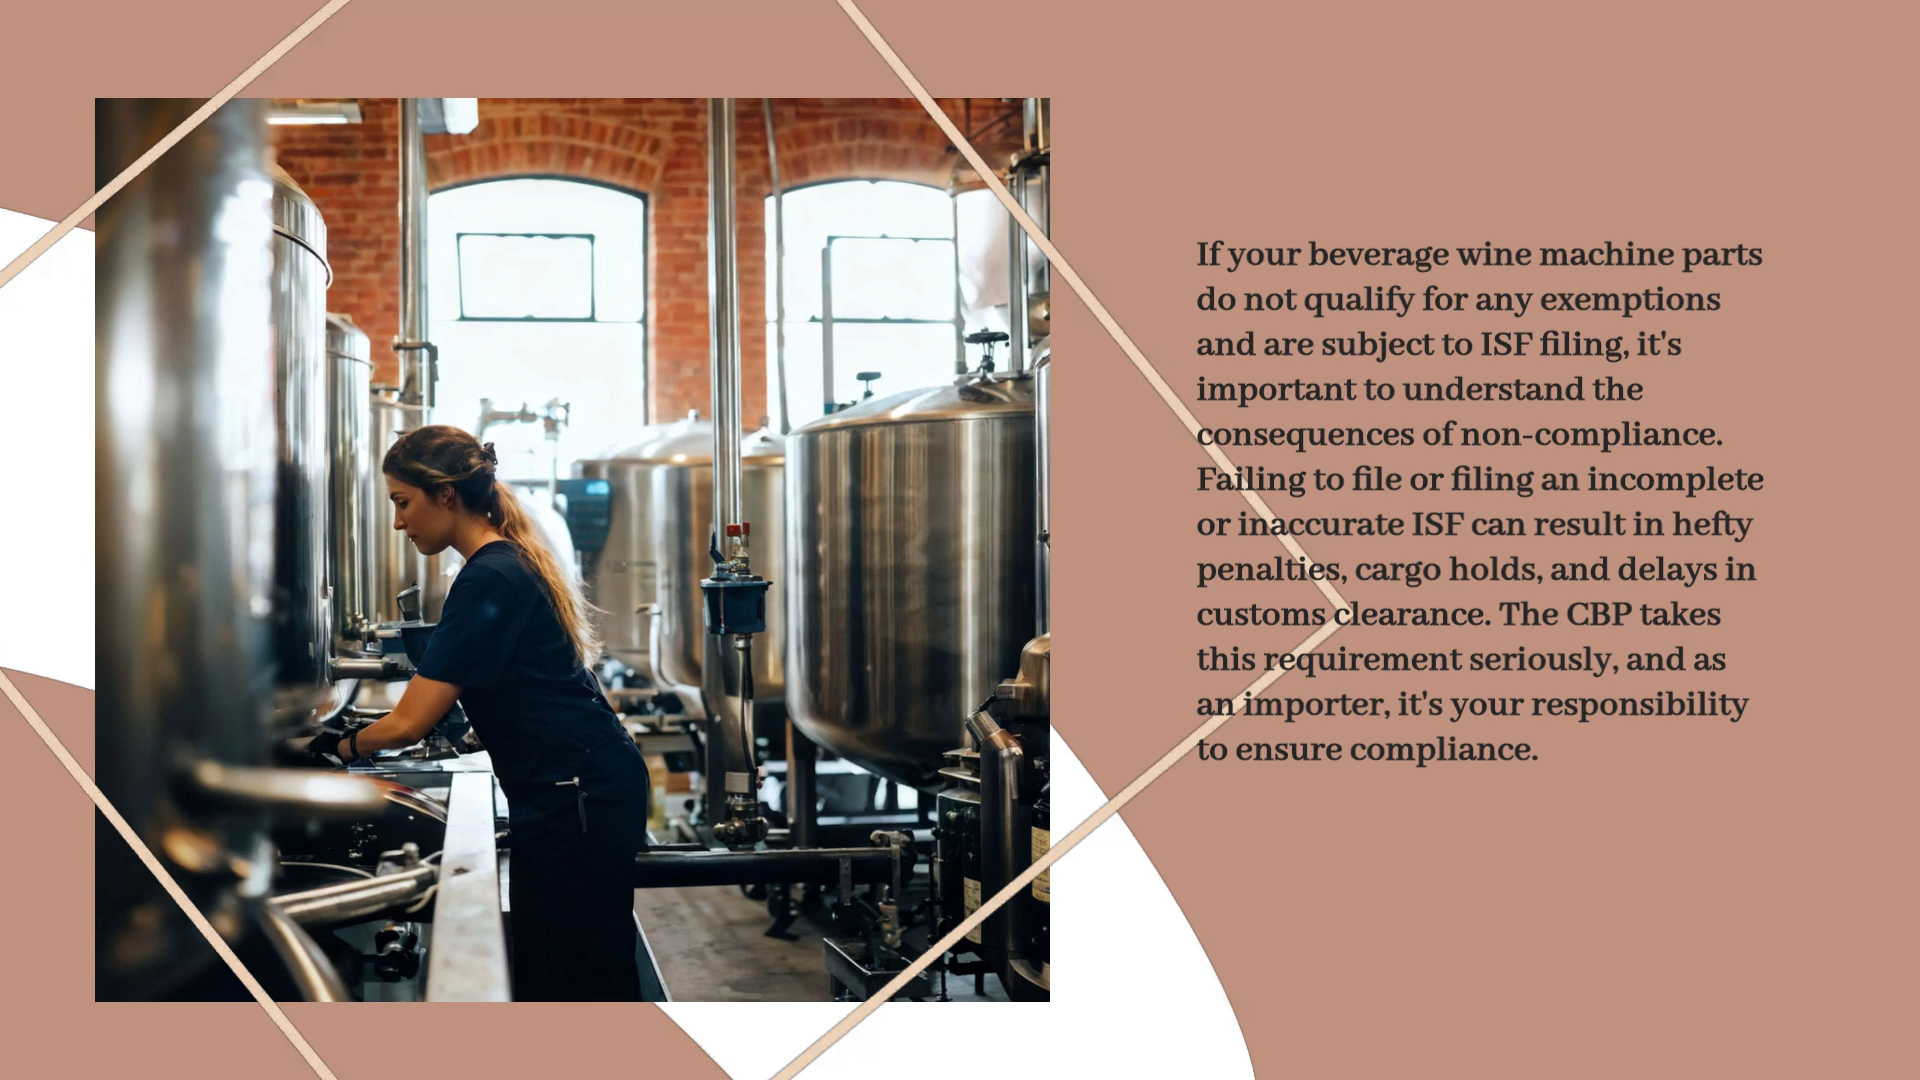 If your beverage wine machine parts
do not qualify for any exemptions
and are subject to ISF filing, it's
important to understand the
consequences of non-compliance.
Failing to file or filing an incomplete
or inaccurate ISF can result in hefty
penalties, cargo holds, and delays in
customs clearance. The CBP takes
this requirement seriously, and as
an importer, it's your responsibility
to ensure compliance.